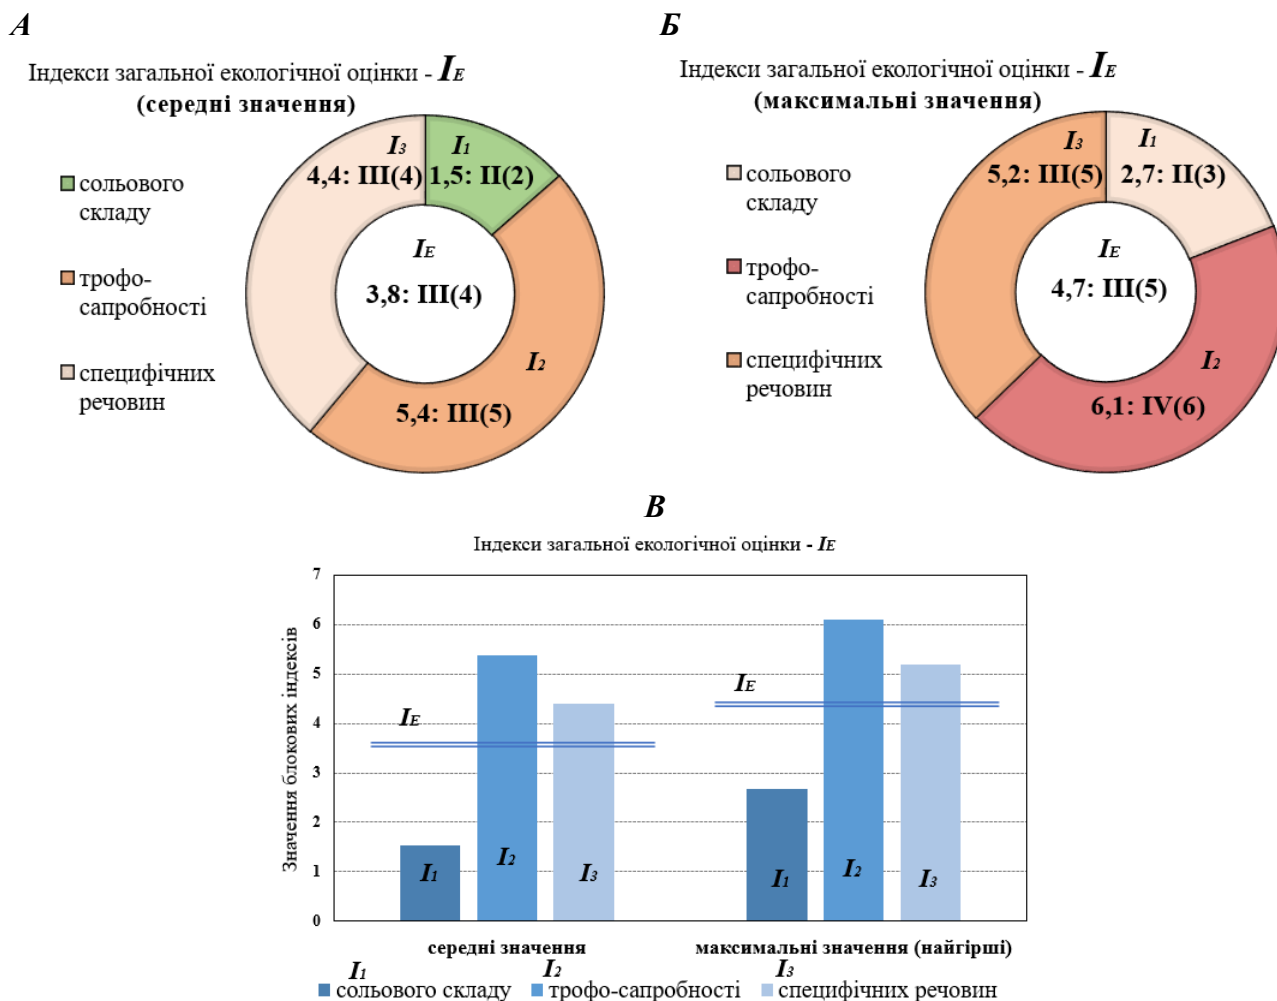 А
Індекси загальної екологічної оцінки - IE
(середні значення)
сольового
складу
трофо-
сапробності
специфічних
речовин
I3
4,4: III(4)
I1
1,5: II(2)
IE
3,8: III(4)
I2
5,4: III(5)
Б
Індекси загальної екологічної оцінки - IE
(максимальні значення)
сольового
складу
трофо-
сапробності
специфічних
речовин
I3
5,2: III(5)
I1
2,7: II(3)
IE
4,7: III(5)
I2
6,1: IV(6)
В
Індекси загальної екологічної оцінки - IE
Значення блокових індексів
7
6
5
4
3
2
1
0
IE
IE
I1
I2
I3
I1
I2
I3
середні значення
максимальні значення (найгірші)
I1
I2
I3
сольового складу
трофо-сапробності
специфічних речовин